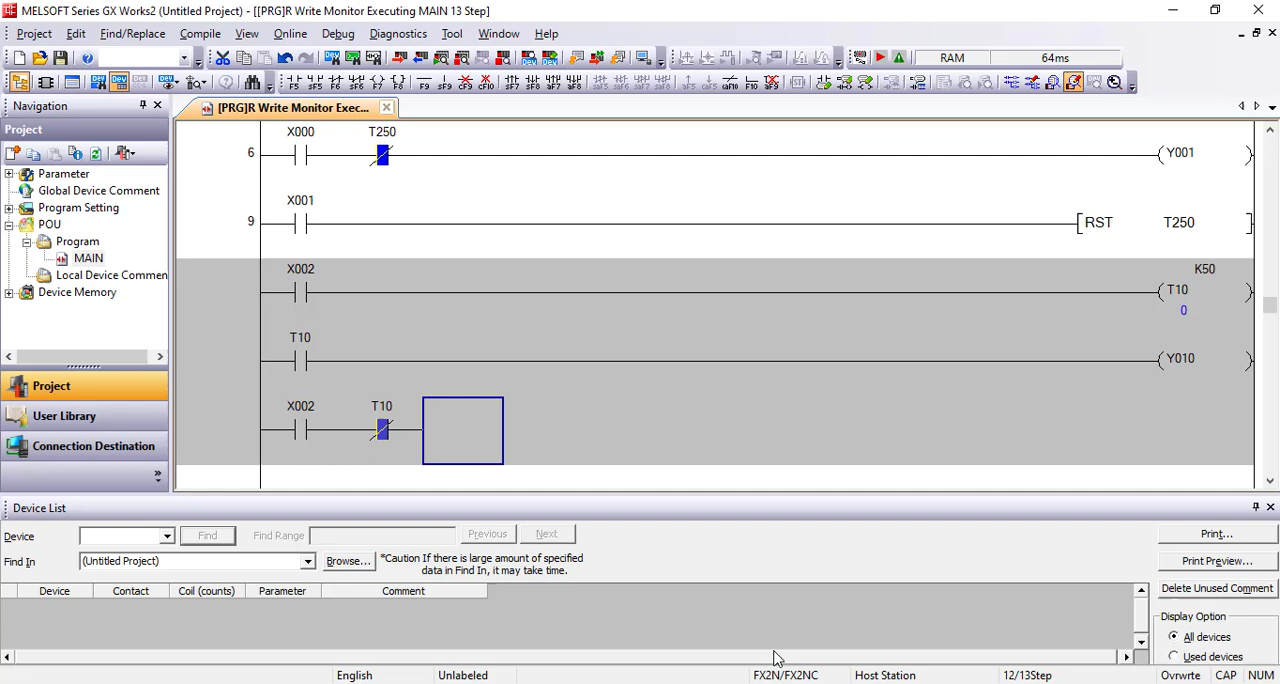 MELSOFT Series GX Works2 (Untitled Project) - [[PRG]R Write Monitor Executing MAIN 13 Step]
Project Edit Find/Replace Compile View Online Debug Diagnostics Tool Window Help
RAM 64ms
Navigation
[PRG]R Write Monitor Exec...
Project
Parameter
Global Device Comment
Program Setting
POU
Program
MAIN
Local Device Commen
Device Memory
Project
User Library
Connection Destination
X000 T250
6 Y001
X001
9 RST T250
X002 K50
T10
0
T10
Y010
X002 T10
Device List
Device Find Find Range Previous Next Print...
Find In (Untitled Project) Browse... *Caution If there is large amount of specified
data in Find In, it may take time.
Print Preview...
Device Contact Coil (counts) Parameter Comment
Delete Unused Comment
Display Option
All devices
Used devices
English Unlabeled FX2N/FX2NC Host Station 12/13Step Ovrwrte CAP NUM